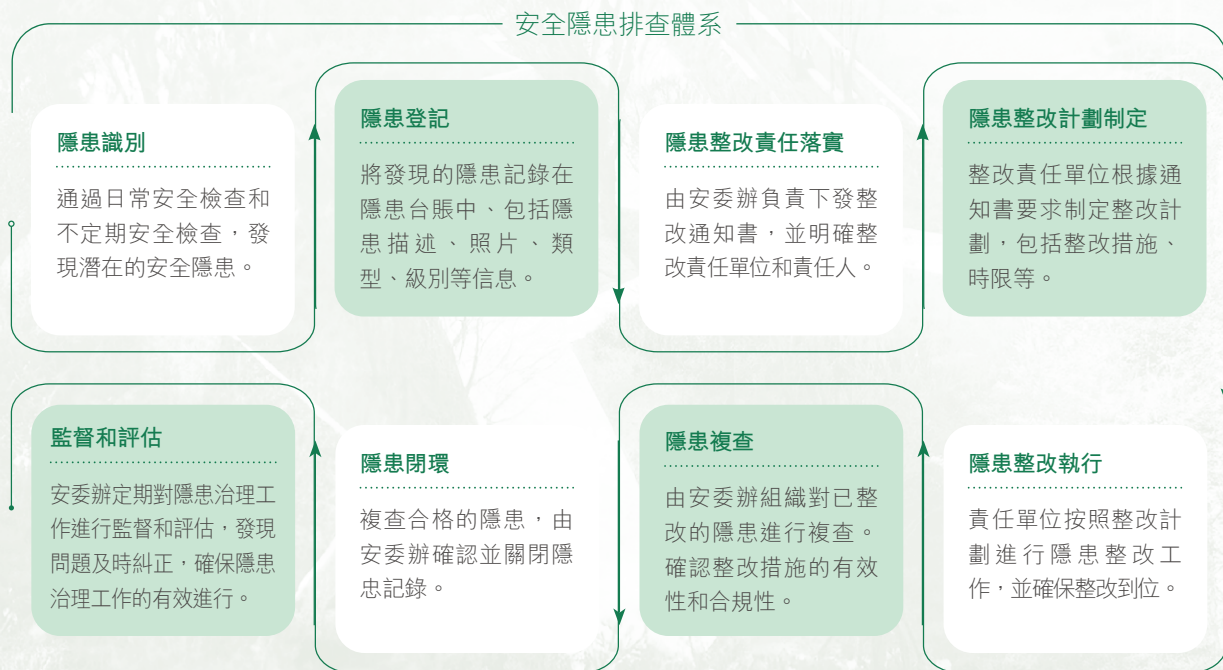 安全隱患排查體系
隱患識別
通過日常安全檢查和
不定期安全檢查，發
現潛在的安全隱患。
隱患登記
將發現的隱患記錄在
隱患台賬中、包括隱
患描述、照片、類
型、級別等信息。
隱患整改責任落實
由安委辦負責下發整
改通知書，並明確整
改責任單位和責任人。
隱患整改計劃制定
整改責任單位根據通
知書要求制定整改計
劃，包括整改措施、
時限等。
隱患整改執行
責任單位按照整改計
劃進行隱患整改工
作，並確保整改到位。
隱患複查
由安委辦組織對已整
改的隱患進行複查。
確認整改措施的有效
性和合規性。
隱患閉環
複查合格的隱患，由
安委辦確認並關閉隱
忠記錄。
監督和評估
安委辦定期對隱患治理工
作進行監督和評估，發現
問題及時糾正，確保隱患
治理工作的有效進行。